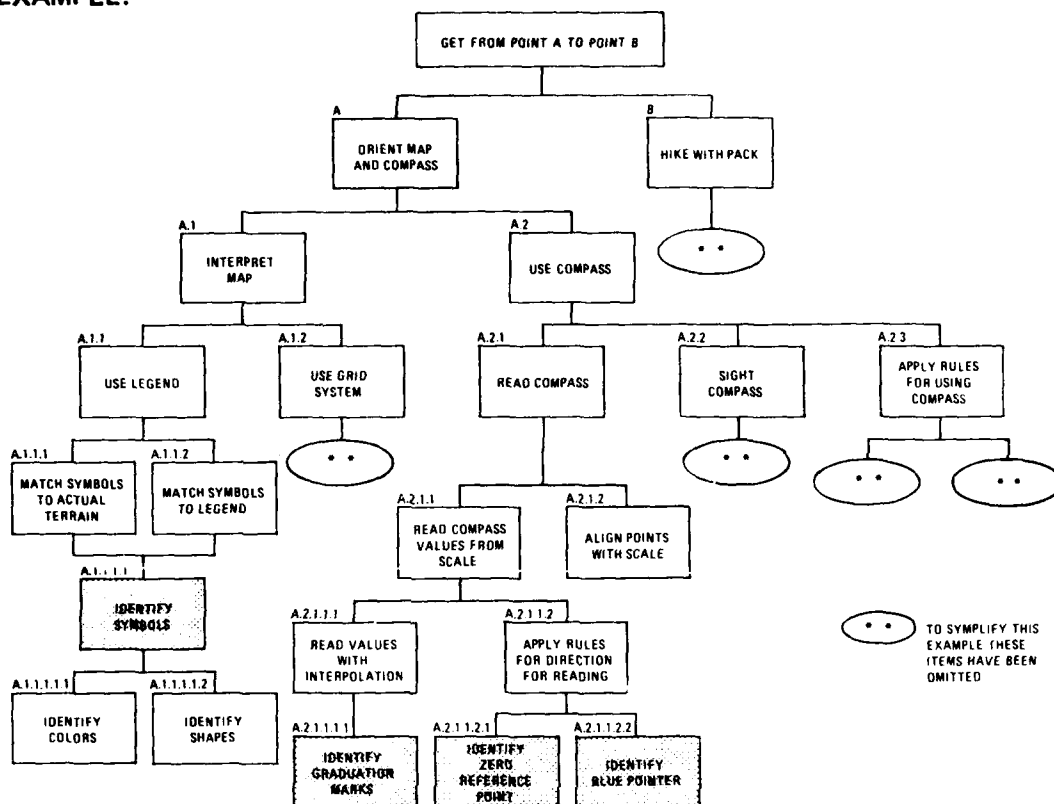 EXAMPLE:
GET FROM POINT A TO POINT B
A
ORIENT MAP
AND COMPASS
B
HIKE WITH PACK
A.1
INTERPRET
MAP
A.2
USE COMPASS
* *
A.1.1
USE LEGEND
A.1.2
USE GRID
SYSTEM
A.2.1
READ COMPASS
A.2.2
SIGHT
COMPASS
A.2.3
APPLY RULES
FOR USING
COMPASS
A.1.1.1
MATCH SYMBOLS
TO ACTUAL
TERRAIN
A.1.1.2
MATCH SYMBOLS
TO LEGEND
* *
* *
* *
* *
A.2.1.1
READ COMPASS
VALUES FROM
SCALE
A.2.1.2
ALIGN POINTS
WITH SCALE
A.1.1.1.1
IDENTIFY
SYMBOLS
A.2.1.1.1
READ VALUES
WITH
INTERPOLATION
A.2.1.1.2
APPLY RULES
FOR DIRECTION
FOR READING
* *
TO SYMPLIFY THIS
EXAMPLE THESE
ITEMS HAVE BEEN
OMITTED
A.1.1.1.1.1
IDENTIFY
COLORS
A.1.1.1.1.2
IDENTIFY
SHAPES
A.2.1.1.1.1
IDENTIFY
GRADUATION
MARKS
A.2.1.1.2.1
IDENTIFY
ZERO
REFERENCE
POINT
A.2.1.1.2.2
IDENTIFY
BLUE POINTER